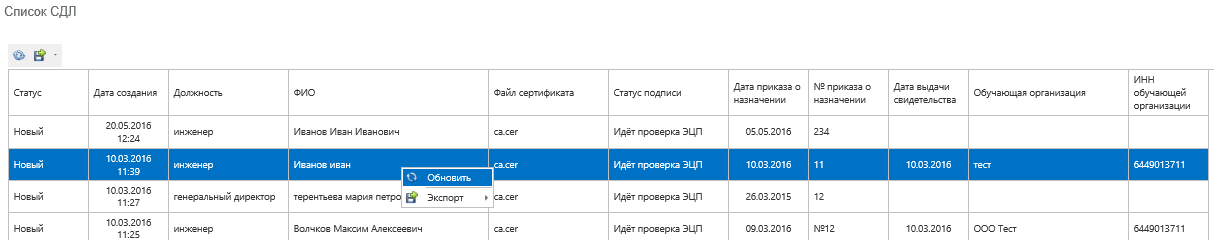 Список СДЛ
Статус Дата создания Должность ФИО Файл сертификата Статус подписи Дата приказа о назначении № приказа о назначении Дата выдачи свидетельства Обучающая организация ИНН обучающей организации
Новый 20.05.2016 12:24 инженер Иванов Иван Иванович ca.cer Идёт проверка ЭЦП 05.05.2016 234
Новый 10.03.2016 11:39 инженер Иванов иван ca.cer Идёт проверка ЭЦП 10.03.2016 11 10.03.2016 тест 6449013711
Обновить
Новый 10.03.2016 11:27 генеральный директор терентьева мария петро ca.cer Идёт проверка ЭЦП 26.03.2015 12
Экспорт
Новый 10.03.2016 11:25 инженер Волчков Максим Алексеевич ca.cer Идёт проверка ЭЦП 09.03.2016 №12 10.03.2016 ООО Тест 6449013711